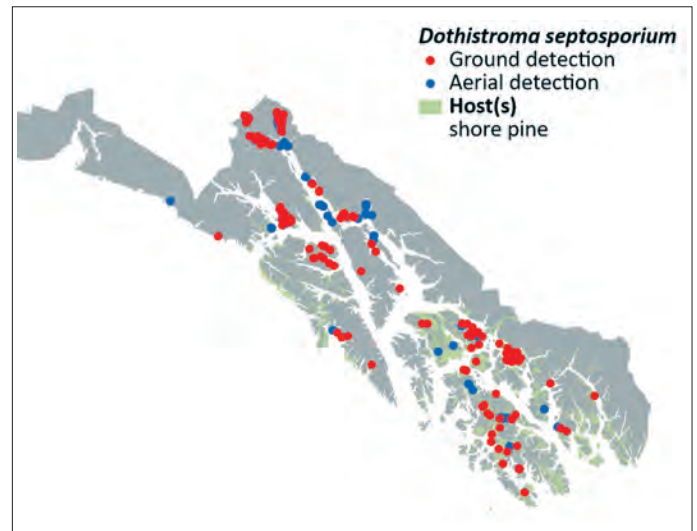 Dothistroma septosporium
Ground detection
Aerial detection
Host(s)
shore pine